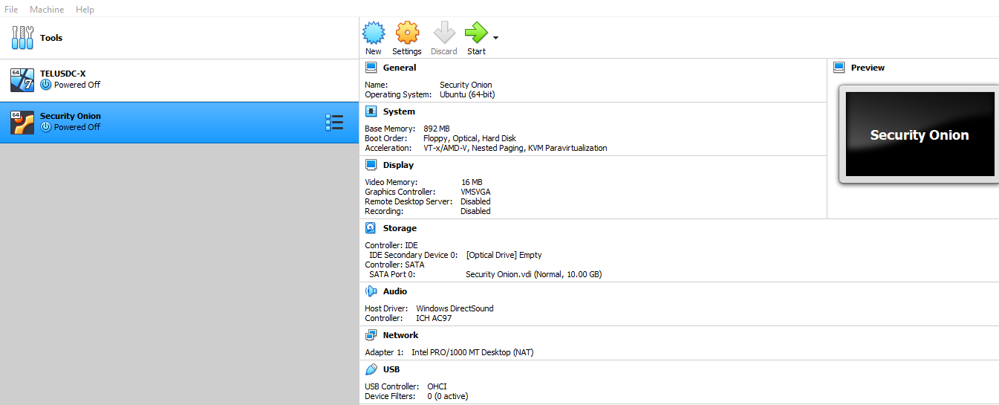 File Machine Help
Tools
64
7
TELUSDC-X
Powered Off
64
Security Onion
Powered Off
New Settings Discard Start
General
Name: Security Onion
Operating System: Ubuntu (64-bit)
System
Base Memory: 892 MB
Boot Order: Floppy, Optical, Hard Disk
Acceleration: VT-x/AMD-V, Nested Paging, KVM Paravirtualization
Display
Video Memory: 16 MB
Graphics Controller: VMSVGA
Remote Desktop Server: Disabled
Recording: Disabled
Preview
Security Onion
Storage
Controller: IDE
IDE Secondary Device 0: [Optical Drive] Empty
Controller: SATA
SATA Port 0: Security Onion.vdi (Normal, 10.00 GB)
Audio
Host Driver: Windows DirectSound
Controller: ICH AC97
Network
Adapter 1: Intel PRO/1000 MT Desktop (NAT)
USB
USB Controller: OHCI
Device Filters: 0 (0 active)